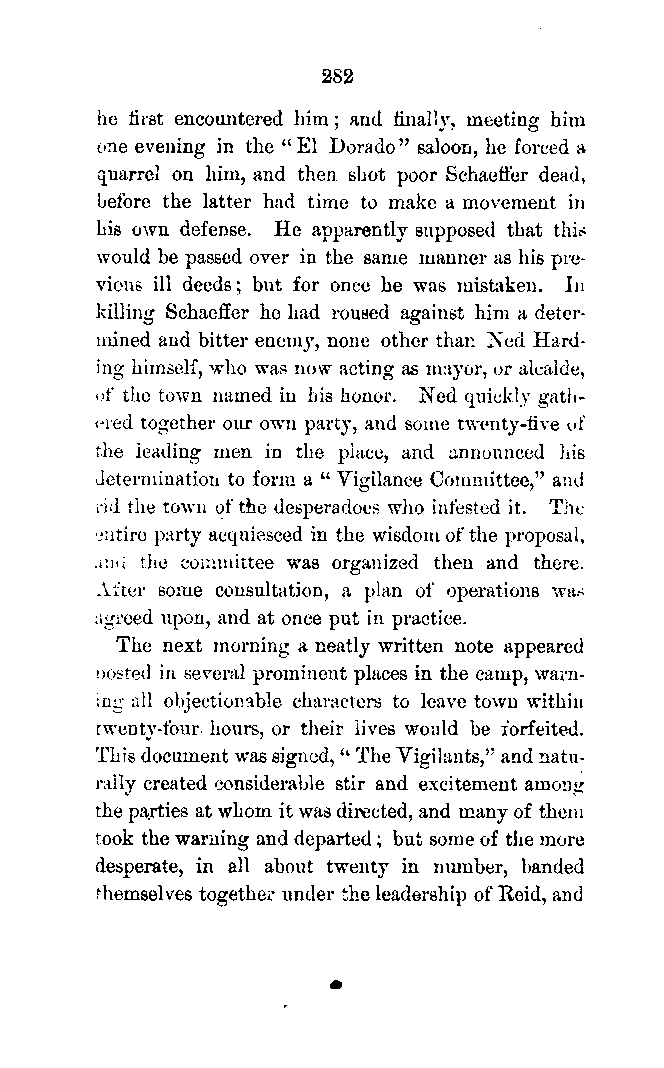 282
he first encountered him; and finally, meeting him
one evening in the "El Dorado" saloon, he forced a
quarrel on him, and then shot poor Schaeffer dead,
before the latter had time to make a movement in
his own defense. He apparently supposed that this
would be passed over in the same manner as his pre-
vious ill deeds; but for once he was mistaken. In
killing Schaeffer he had roused against him a deter-
mined and bitter enemy, none other than Ned Hard-
ing himself, who was now acting as mayor, or alcalde,
of the town named in his honor. Ned quickly gath-
ered together our own party, and some twenty-five of
the leading men in the place, and announced his
determination to form a "Vigilance Committee," and
rid the town of the desperadoes who infested it. The
entire party acquiesced in the wisdom of the proposal,
and the committee was organized then and there.
After some consultation, a plan of operations was
agreed upon, and at once put in practice.
The next morning a neatly written note appeared
posted in several prominent places in the camp, warn-
ing all objectionable characters to leave town within
twenty-four hours, or their lives would be forfeited.
This document was signed, "The Vigilants," and natu-
rally created considerable stir and excitement among
the parties at whom it was directed, and many of them
took the warning and departed; but some of the more
desperate, in all about twenty in number, banded
themselves together under the leadership of Reid, and